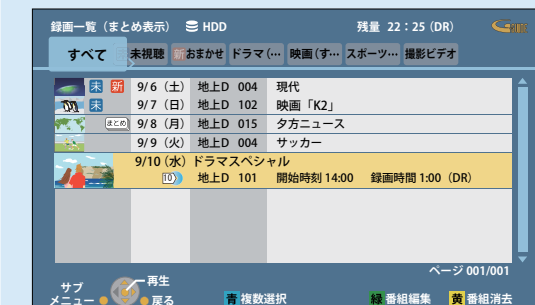 録画一覧（まとめ表示） HDD 残量 22：25 (DR)
すべて 未視聴 新おまかせ ドラマ（… 映画（す… スポーツ… 撮影ビデオ
未 新 9/6（土） 地上D 004 現代
未 9/7（日） 地上D 102 映画「K2」
まとめ 9/8（月） 地上D 015 夕方ニュース
9/9（火） 地上D 004 サッカー
9/10（水） ドラマスペシャル
10 地上D 101 開始時刻 14:00 録画時間 1:00（DR）
ページ 001/001
サブ
メニュー
再生
戻る
青 複数選択 緑 番組編集 黄 番組消去